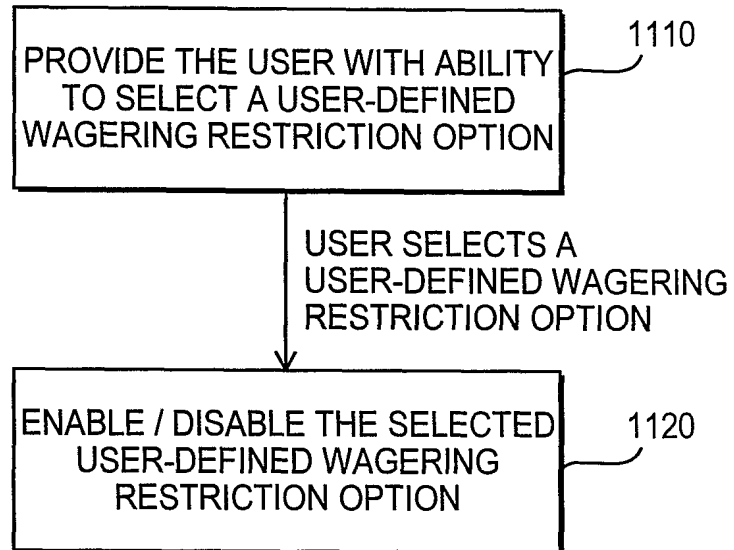 PROVIDE THE USER WITH ABILITY
TO SELECT A USER-DEFINED
WAGERING RESTRICTION OPTION
1110
USER SELECTS A
USER-DEFINED WAGERING
RESTRICTION OPTION
ENABLE / DISABLE THE SELECTED
USER-DEFINED WAGERING
RESTRICTION OPTION
1120